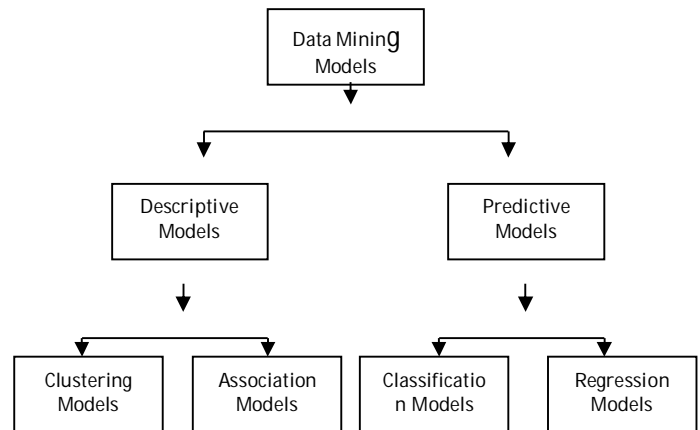 Data Mining
Models
Descriptive
Models
Predictive
Models
Clustering
Models
Association
Models
Classificatio
n Models
Regression
Models